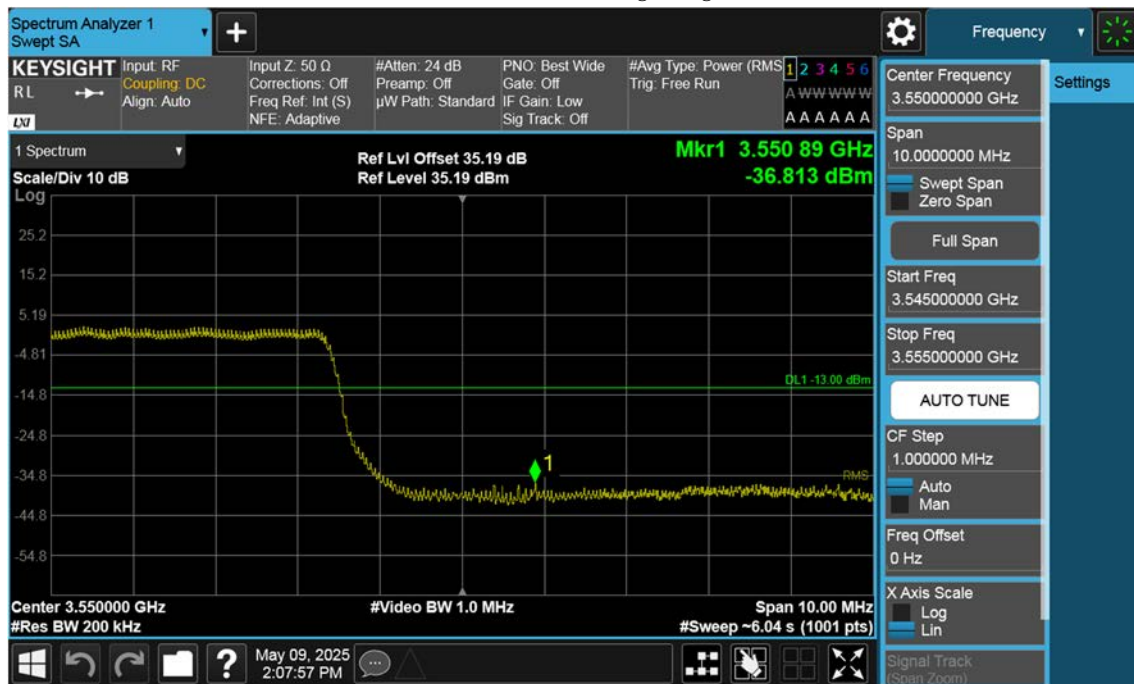 Spectrum Analyzer 1
Swept SA
+
Frequency
KEYSIGHT
RL
LXI
Input: RF
Coupling: DC
Align: Auto
Input Z: 50 Ω
Corrections: Off
Freq Ref: Int (S)
NFE: Adaptive
#Atten: 24 dB
Preamp: Off
µW Path: Standard
PNO: Best Wide
Gate: Off
IF Gain: Low
Sig Track: Off
#Avg Type: Power (RMS
Trig: Free Run
1 2 3 4 5 6
A W W W W W
A A A A A A
1 Spectrum
Scale/Div 10 dB
Ref Lvl Offset 35.19 dB
Ref Level 35.19 dBm
Mkr1 3.550 89 GHz
-36.813 dBm
Log
25.2
15.2
5.19
-4.81
-14.8
-24.8
-34.8
-44.8
-54.8
DL1 -13.00 dBm
1
RMS
Center 3.550000 GHz
#Res BW 200 kHz
#Video BW 1.0 MHz
Span 10.00 MHz
#Sweep ~6.04 s (1001 pts)
Center Frequency
3.550000000 GHz
Settings
Span
10.0000000 MHz
Swept Span
Zero Span
Full Span
Start Freq
3.545000000 GHz
Stop Freq
3.555000000 GHz
AUTO TUNE
CF Step
1.000000 MHz
Auto
Man
Freq Offset
0 Hz
X Axis Scale
Log
Lin
Signal Track
(Span Zoom)
?
May 09, 2025
2:07:57 PM